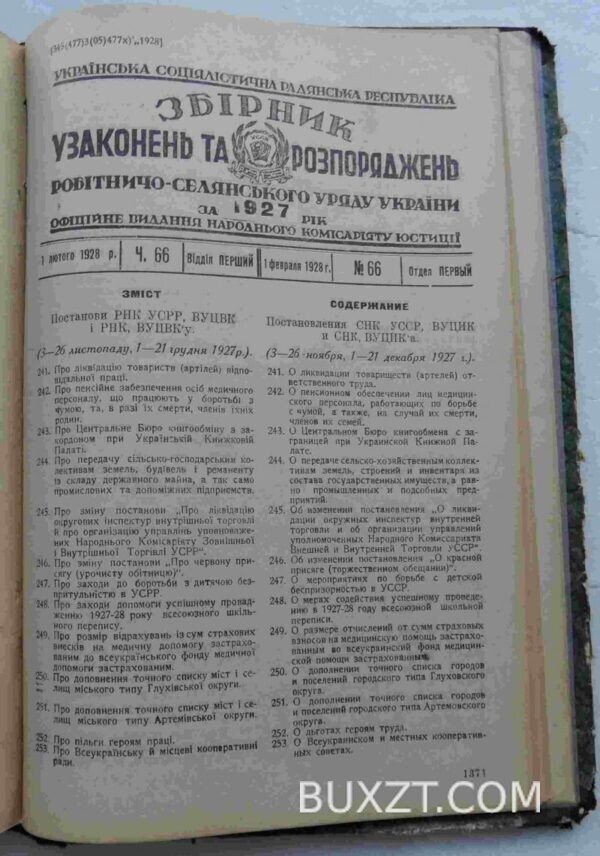 [345(477)3(05)477х)„1928]
УКРАЇНСЬКА СОЦІЯЛІСТИЧНА РАДЯНСЬКА РЕСПУБЛІКА
ЗБІРНИК
УЗАКОНЕНЬ ТА РОЗПОРЯДЖЕНЬ
РОБІТНИЧО-СЕЛЯНСЬКОГО УРЯДУ УКРАЇНИ
ЗА 1927 РІК
ОФІЦІЙНЕ ВИДАННЯ НАРОДНЬОГО КОМІСАРІЯТУ ЮСТИЦІЇ
1 лютого 1928 р. Ч. 66 Відділ ПЕРШИЙ 1 февраля 1928 г. № 66 Отдел ПЕРВЫЙ
ЗМІСТ
Постанови РНК УСРР, ВУЦВК
і РНК, ВУЦВК'у.
(3—26 листопаду, 1—21 грудня 1927р.).
241. Про ліквідацію товариств (артілей) відпо-
відальної праці.
242. Про пенсійне забезпечення осіб медичного
персоналу, що працюють у боротьбі з
чумою, та, в разі їх смерти, членів їхніх
родин.
243. Про Центральне Бюро книгообміну з за-
кордоном при Українській Книжковій
Палаті.
244. Про передачу сільсько-господарським ко-
лективам земель, будівель і реманенту
із складу державного майна, а так само
промислових та допоміжних підприємств.
245. Про зміну постанови „Про ліквідацію
округових інспектур внутрішньої торговлі
й про організацію управлінь уповноваже-
них Народнього Комісаріяту Зовнішньої
і Внутрішньої Торгівлі УСРР“.
246. Про зміну постанови „Про червону при-
сягу (урочисту обітницю)“.
247. Про заходи до боротьби з дитячою без-
притульністю в УСРР.
248. Про заходи допомоги успішному провад-
женню 1927-28 року всесоюзного шкіль-
ного перепису.
249. Про розмір відрахувань із сум страхових
внесків на медичну допомогу застрахо-
ваним до всеукраїнського фонду медичної
допомоги застрахованим.
250. Про доповнення точного списку міст і се-
лищ міського типу Глухівської округи.
251. Про доповнення точного списку міст і се-
лищ міського типу Артемівської округи.
252. Про пільги героям праці.
253. Про Всеукраїнську й місцеві кооперативні
ради.
СОДЕРЖАНИЕ
Постановления СНК УССР, ВУЦИК
и СНК, ВУЦИК'а.
(3—26 ноября, 1—21 декабря 1927 г.).
241. О ликвидации товариществ (артелей) от-
ветственного труда.
242. О пенсионном обеспечении лиц медицин-
ского персонала, работающих по борьбе
с чумой, а также, на случай их смерти,
членов их семей.
243. О Центральном Бюро книгообмена с за-
границей при Украинской Книжной Па-
лате.
244. О передаче сельско-хозяйственным коллек-
тивам земель, строений и инвентаря из
состава государственных имуществ, а рав-
но промышленных и подсобных пред-
приятий.
245. Об изменении постановления „О ликви-
дации окружных инспектур внутренней
торговли и об организации управлений
уполномоченных Народного Комиссариата
Внешней и Внутренней Торговли УССР“.
246. Об изменении постановления „О красной
присяге (торжественном обещании)“.
247. О мероприятиях по борьбе с детской
беспризорностью в УССР.
248. О мерах содействия успешному проведе-
нию в 1927-28 году всесоюзной школьной
переписи.
249. О размере отчислений от сумм страховых
взносов на медицинскую помощь застрахо-
ванным во всеукраинский фонд медицин-
ской помощи застрахованным.
250. О дополнении точного списка городов
и поселений городского типа Глуховского
округа.
251. О дополнении точного списка городов
и поселений городского типа Артемовского
округа.
252. О льготах героям труда.
253 О Всеукраинском и местных кооператив-
ных советах.
1371
BUXZT.COM